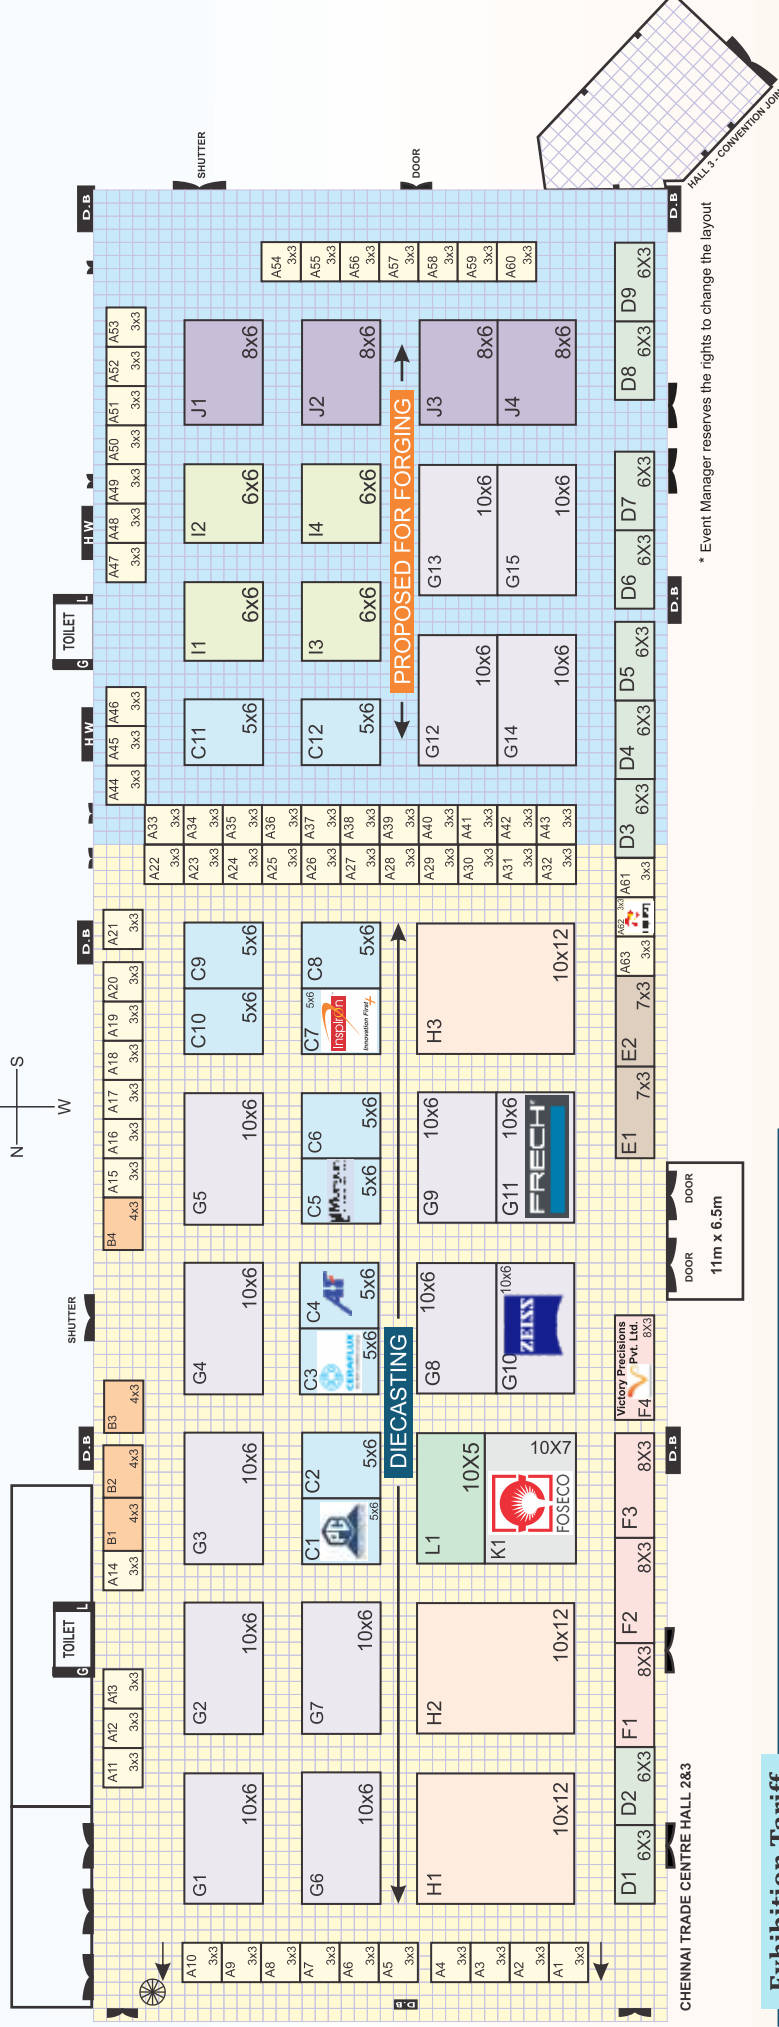 HALL 3 - CONVENTION JOIN
SHUTTER
DOOR
D.B
D.B
* Event Manager reserves the rights to change the layout
A54 3x3
A55 3x3
A56 3x3
A57 3x3
A58 3x3
A59 3x3
A60 3x3
D9 6X3
D8 6X3
A53 3x3
A52 3x3
A51 3x3
A50 3x3
A49 3x3
A48 3x3
A47 3x3
J1 8x6
J2 8x6
J3 8x6
J4 8x6
I2 6x6
I4 6x6
G13 10x6
G15 10x6
D7 6X3
D6 6X3
D.B
H W
TOILET
L
G
PROPOSED FOR FORGING
I1 6x6
I3 6x6
G12 10x6
G14 10x6
D5 6X3
D4 6X3
D3 6X3
H W
A46 3x3
A45 3x3
A44 3x3
C11 5x6
C12 5x6
A33 3x3
A34 3x3
A35 3x3
A36 3x3
A37 3x3
A38 3x3
A39 3x3
A40 3x3
A41 3x3
A42 3x3
A43 3x3
A22 3x3
A23 3x3
A24 3x3
A25 3x3
A26 3x3
A27 3x3
A28 3x3
A29 3x3
A30 3x3
A31 3x3
A32 3x3
A61 3x3
A62 3x3
A63 3x3
D.B
A21 3x3
A20 3x3
A19 3x3
A18 3x3
A17 3x3
A16 3x3
A15 3x3
B4 4x3
C9 5x6
C10 5x6
C8 5x6
C7 5x6
Inspiron
Innovation First
H3 10x12
E2 7x3
E1 7x3
N
S
W
G5 10x6
C6 5x6
C5 5x6
Morgan
G9 10x6
G11 10x6
FRECH
DOOR
DOOR
11m x 6.5m
SHUTTER
G4 10x6
C4 5x6
C3 5x6
CERAFLUX
G8 10x6
G10 10x6
ZEISS
Victory Precisions
Pvt. Ltd.
F4 8X3
DIECASTING
B3 4x3
B2 4x3
B1 4x3
A14 3x3
D.B
D.B
G3 10x6
C2 5x6
C1 5x6
L1 10X5
K1 10X7
FOSECO
F3 8X3
F2 8X3
F1 8X3
TOILET
L
G
A13 3x3
A12 3x3
A11 3x3
G2 10x6
G7 10x6
H2 10x12
D2 6X3
D1 6X3
G1 10x6
G6 10x6
H1 10x12
A10 3x3
A9 3x3
A8 3x3
A7 3x3
A6 3x3
A5 3x3
A4 3x3
A3 3x3
A2 3x3
A1 3x3
D.B
CHENNAI TRADE CENTRE HALL 2&3
Exhibition Tariff